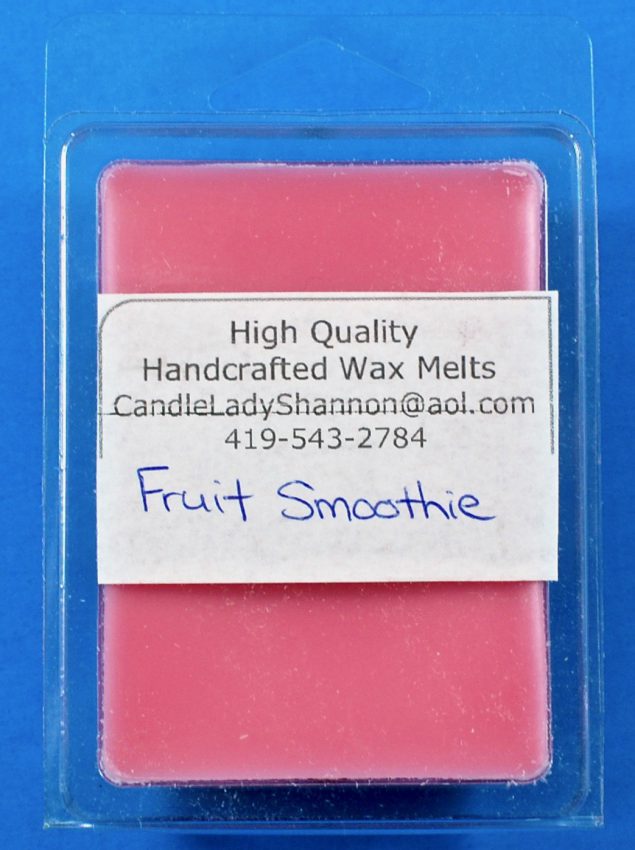 High Quality
Handcrafted Wax Melts
CandleLadyShannon@aol.com
419-543-2784
Fruit Smoothie